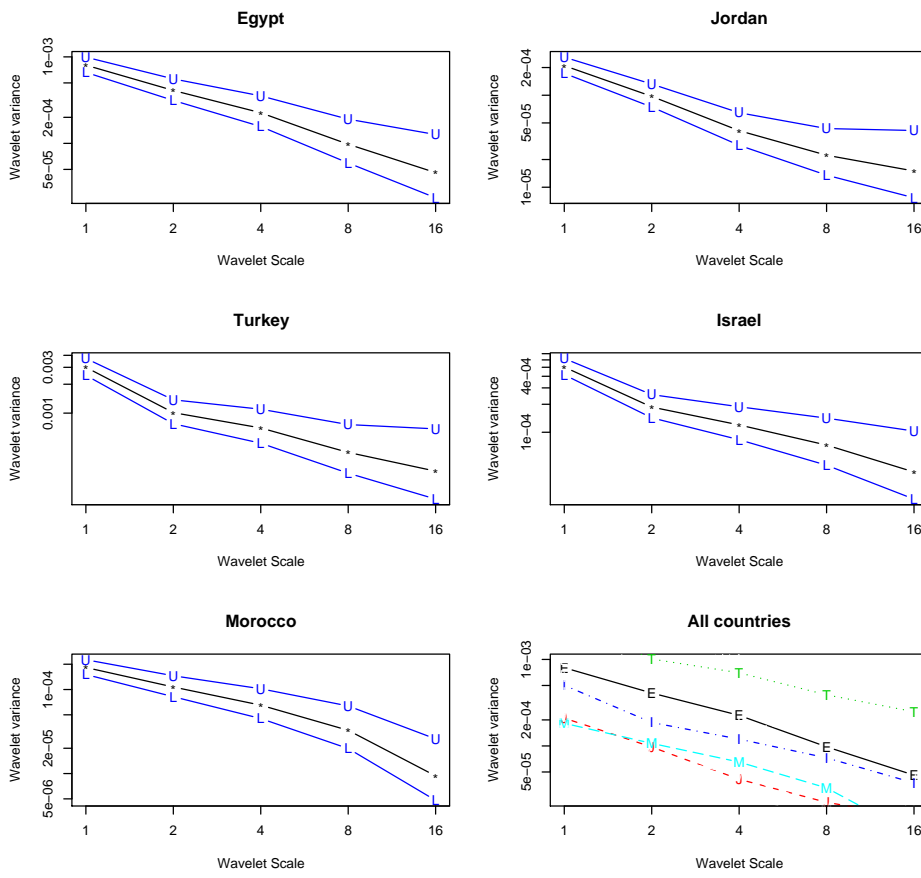 Egypt
Wavelet variance
1e-03
2e-04
5e-05
U U U U U
* * * * *
L L L L L
1 2 4 8 16
Wavelet Scale
Jordan
Wavelet variance
2e-04
5e-05
1e-05
U U U U U
* * * * *
L L L L L
1 2 4 8 16
Wavelet Scale
Turkey
Wavelet variance
0.003
0.001
U U U U U
* * * * *
L L L L L
1 2 4 8 16
Wavelet Scale
Israel
Wavelet variance
4e-04
1e-04
U U U U U
* * * * *
L L L L L
1 2 4 8 16
Wavelet Scale
Morocco
Wavelet variance
1e-04
2e-05
5e-06
U U U U U
* * * * *
L L L L L
1 2 4 8 16
Wavelet Scale
All countries
Wavelet variance
1e-03
2e-04
5e-05
T T T T
E E E E E
I I I I I
M M M M
J J J J
1 2 4 8 16
Wavelet Scale